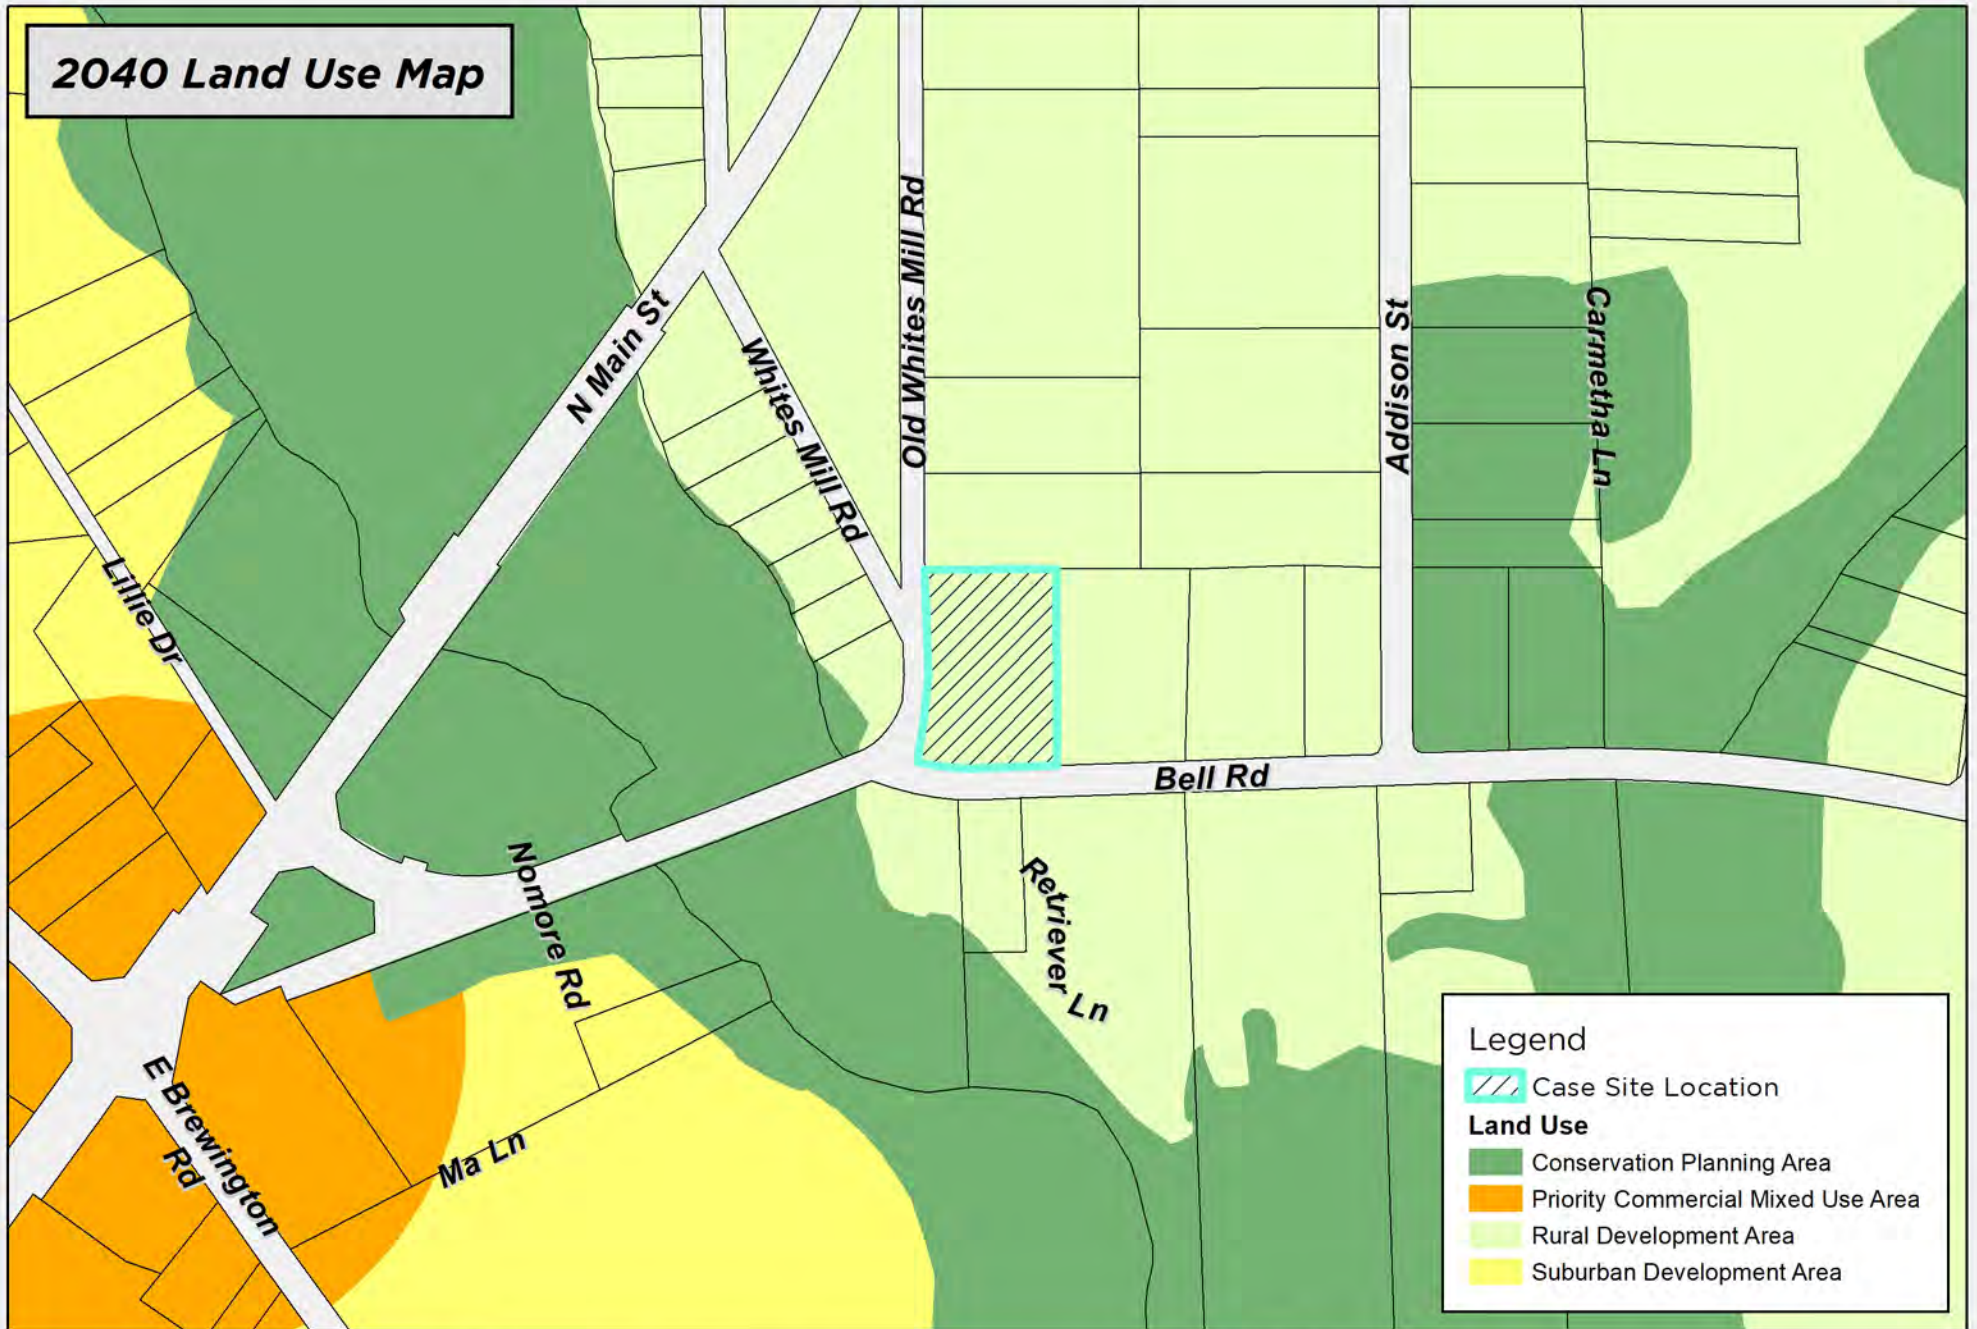 2040 Land Use Map
N Main St
Whites Mill Rd
Old Whites Mill Rd
Addison St
Carmetha Ln
Lillie Dr
Bell Rd
Nomore Rd
Retriever Ln
E Brewington
Rd
Ma Ln
Legend
Case Site Location
Land Use
Conservation Planning Area
Priority Commercial Mixed Use Area
Rural Development Area
Suburban Development Area